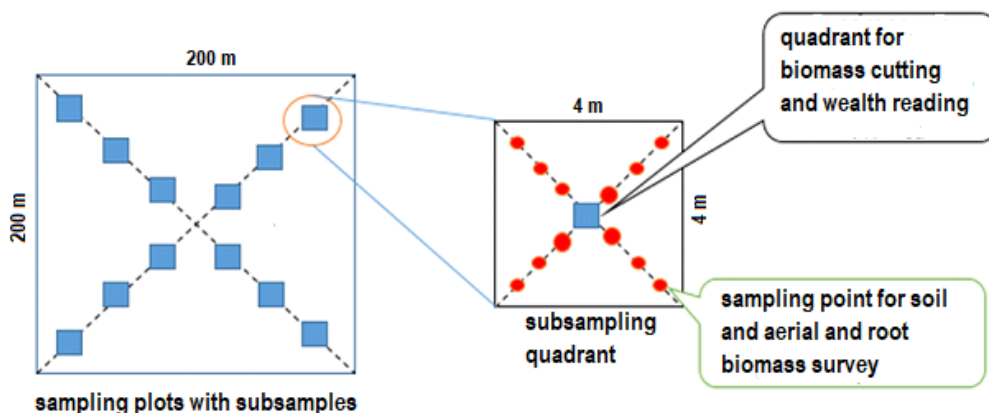 200 m
200 m
sampling plots with subsamples
4 m
4 m
subsampling
quadrant
quadrant for
biomass cutting
and wealth reading
sampling point for soil
and aerial and root
biomass survey